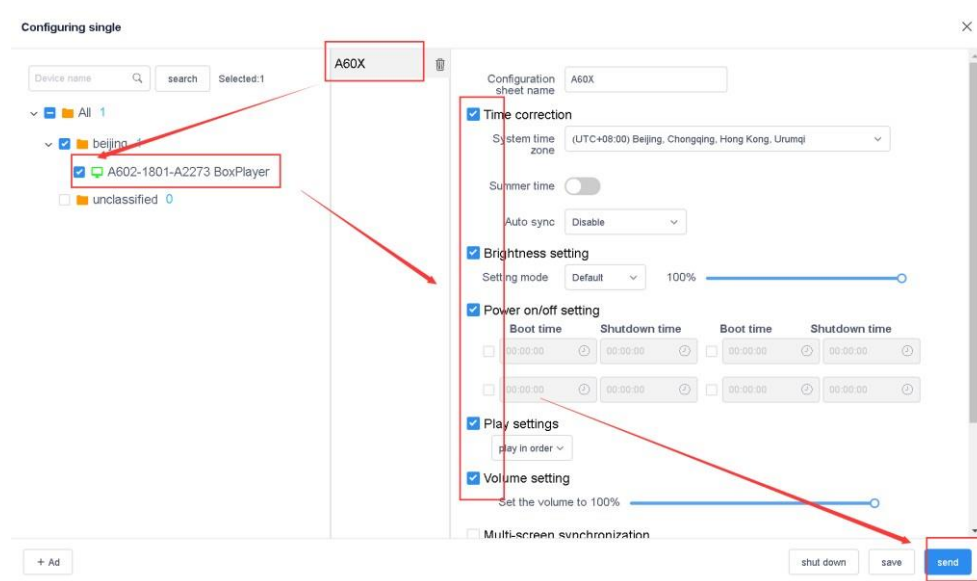 Configuring single
Device name
search
Selected:1
All 1
beijing 1
A602-1801-A2273 BoxPlayer
unclassified 0
+ Ad
A60X
Configuration sheet name A60X
Time correction
System time zone (UTC+08:00) Beijing, Chongqing, Hong Kong, Urumqi
Summer time
Auto sync Disable
Brightness setting
Setting mode Default 100%
Power on/off setting
Boot time Shutdown time Boot time Shutdown time
00:00:00 00:00:00 00:00:00 00:00:00
00:00:00 00:00:00 00:00:00 00:00:00
Play settings
play in order
Volume setting
Set the volume to 100%
Multi-screen synchronization
shut down save send